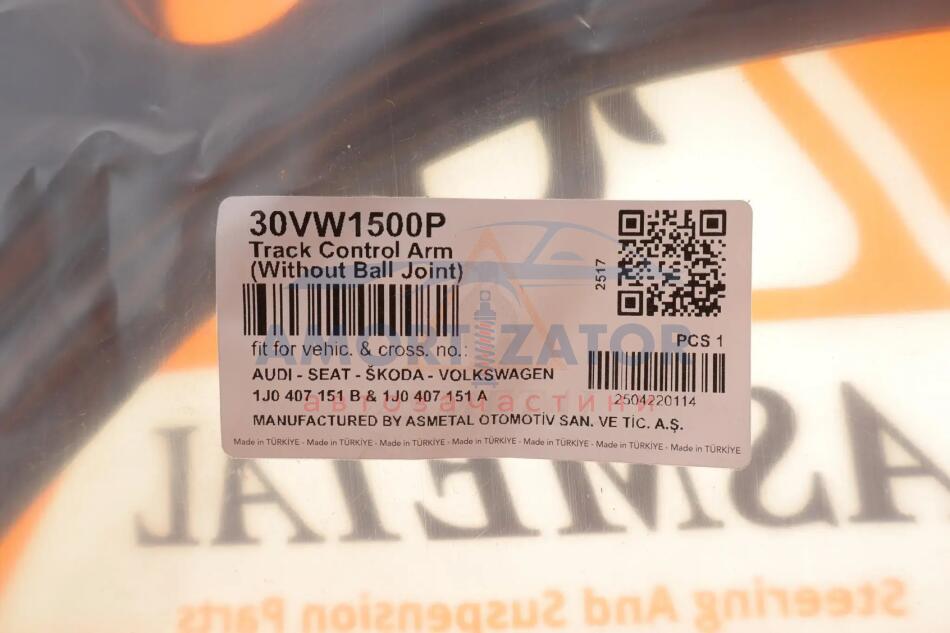 30VW1500P
Track Control Arm
(Without Ball Joint)
2517
AMORTIZATOR
автозапчастини
fit for vehic. & cross. no.:
PCS 1
AUDI - SEAT - ŠKODA - VOLKSWAGEN
1J0 407 151 B & 1J0 407 151 A
2504220114
MANUFACTURED BY ASMETAL OTOMOTİV SAN. VE TİC. A.Ş.
Made in TÜRKİYE - Made in TÜRKİYE - Made in TÜRKİYE - Made in TÜRKİYE - Made in TÜRKİYE - Made in TÜRKİYE - Made in TÜRKİYE
ASMETAL
Steering And Suspension Parts